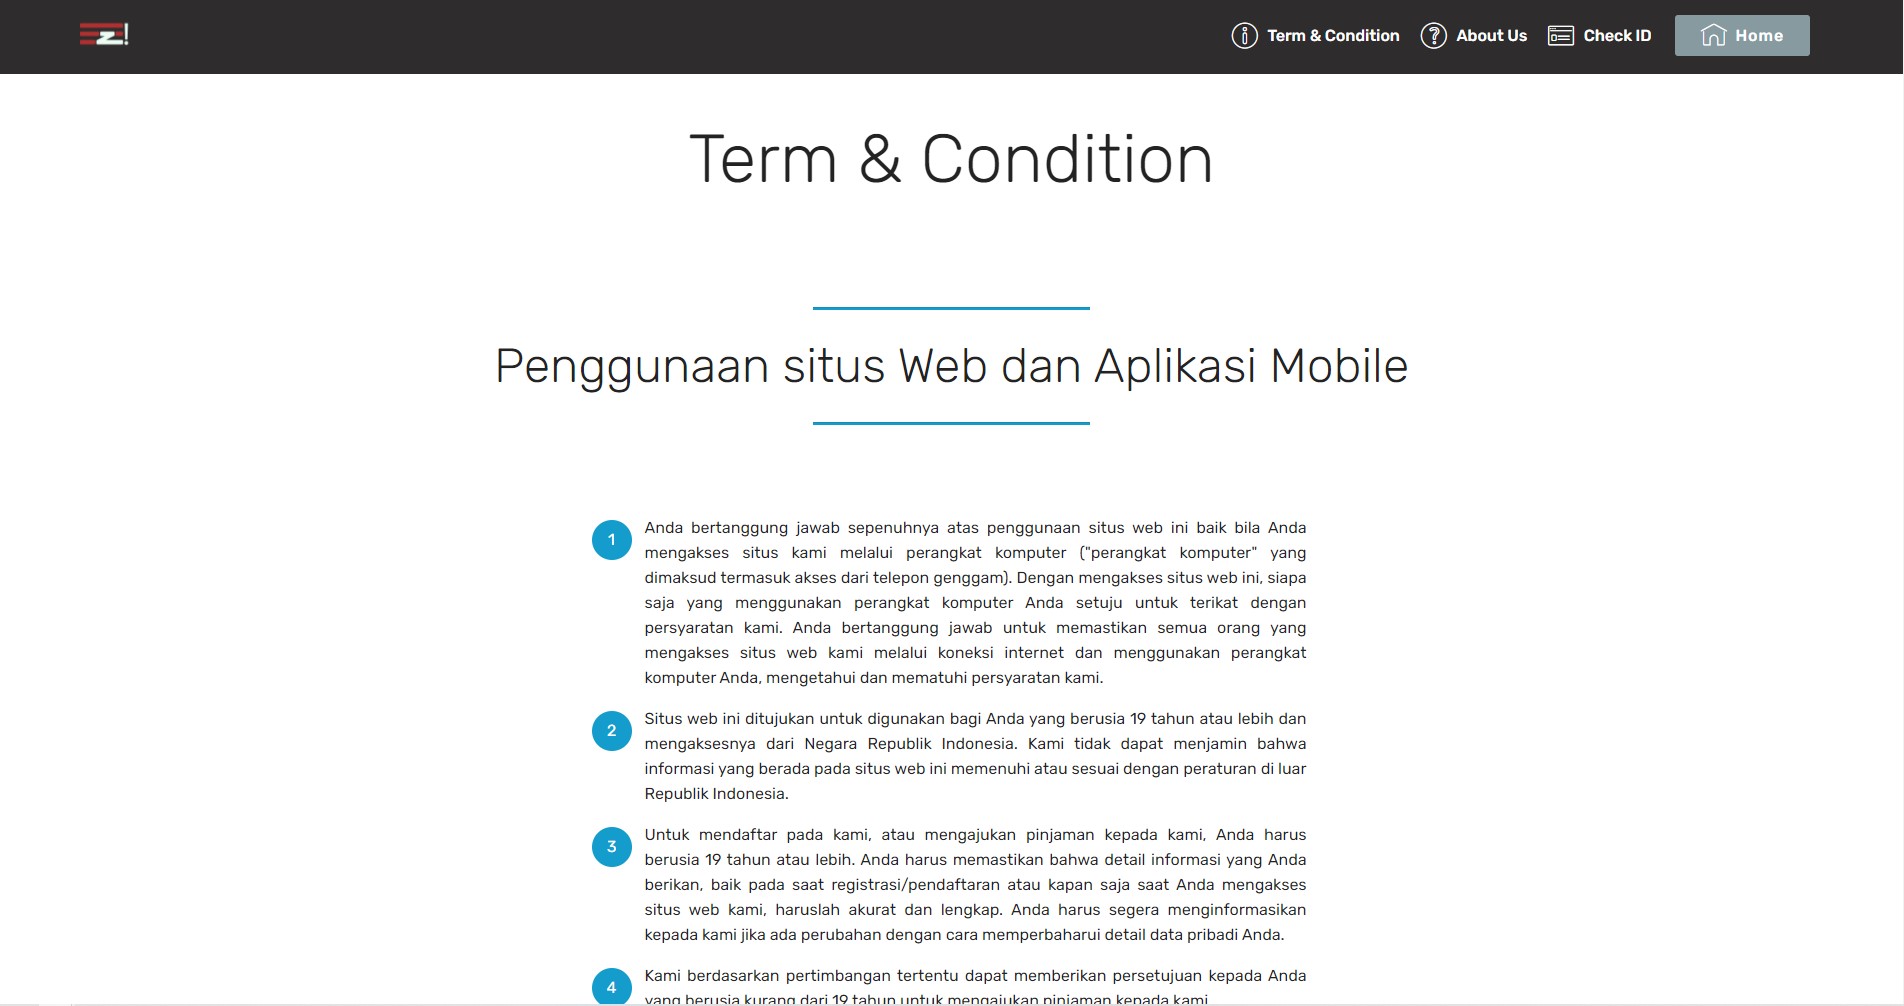 Z!
Term & Condition
About Us
Check ID
Home
Term & Condition
Penggunaan situs Web dan Aplikasi Mobile
1
Anda bertanggung jawab sepenuhnya atas penggunaan situs web ini baik bila Anda
mengakses situs kami melalui perangkat komputer ("perangkat komputer" yang
dimaksud termasuk akses dari telepon genggam). Dengan mengakses situs web ini, siapa
saja yang menggunakan perangkat komputer Anda setuju untuk terikat dengan
persyaratan kami. Anda bertanggung jawab untuk memastikan semua orang yang
mengakses situs web kami melalui koneksi internet dan menggunakan perangkat
komputer Anda, mengetahui dan mematuhi persyaratan kami.
2
Situs web ini ditujukan untuk digunakan bagi Anda yang berusia 19 tahun atau lebih dan
mengaksesnya dari Negara Republik Indonesia. Kami tidak dapat menjamin bahwa
informasi yang berada pada situs web ini memenuhi atau sesuai dengan peraturan di luar
Republik Indonesia.
3
Untuk mendaftar pada kami, atau mengajukan pinjaman kepada kami, Anda harus
berusia 19 tahun atau lebih. Anda harus memastikan bahwa detail informasi yang Anda
berikan, baik pada saat registrasi/pendaftaran atau kapan saja saat Anda mengakses
situs web kami, haruslah akurat dan lengkap. Anda harus segera menginformasikan
kepada kami jika ada perubahan dengan cara memperbaharui detail data pribadi Anda.
4
Kami berdasarkan pertimbangan tertentu dapat memberikan persetujuan kepada Anda
yang berusia kurang dari 19 tahun untuk mengajukan pinjaman kepada kami.